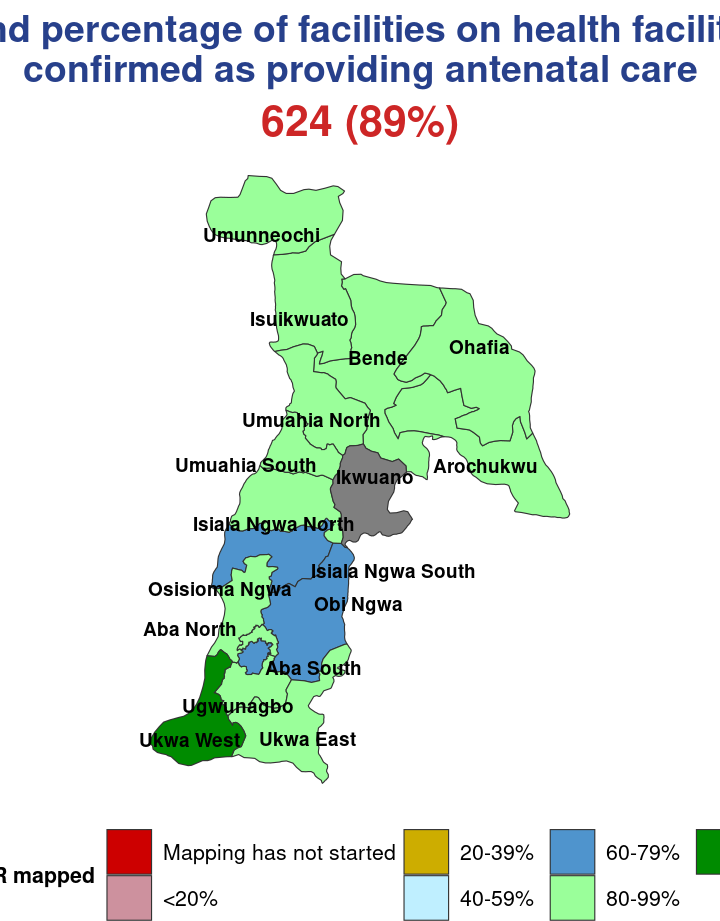 percentage of facilities on health
confirmed as providing antenatal care
624 (89%)
Umunneochi
Isuikwuato
Ohafia
Bende
Umuahia North
Umuahia South
Arochukwu
Ikwuano
Isiala Ngwa North
Isiala Ngwa South
Osisioma Ngwa
Obi Ngwa
Aba North
Aba South
Ugwunagbo
Ukwa West
Ukwa East
Mapping has not started
20-39%
60-79%
mapped
<20%
40-59%
80-99%